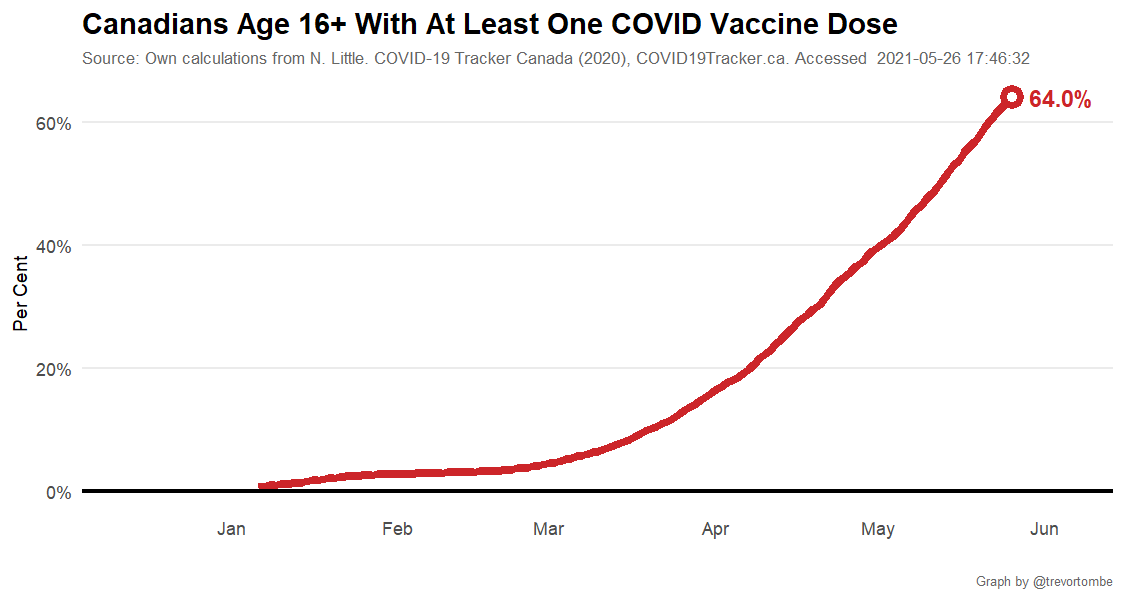 Canadians Age 16+ With At Least One COVID Vaccine Dose
Source: Own calculations from N. Little. COVID-19 Tracker Canada (2020), COVID19Tracker.ca. Accessed  2021-05-26 17:46:32
64.0%
60%
40%
20%
0%
Per Cent
Jan Feb Mar Apr May Jun
Graph by @trevortombe